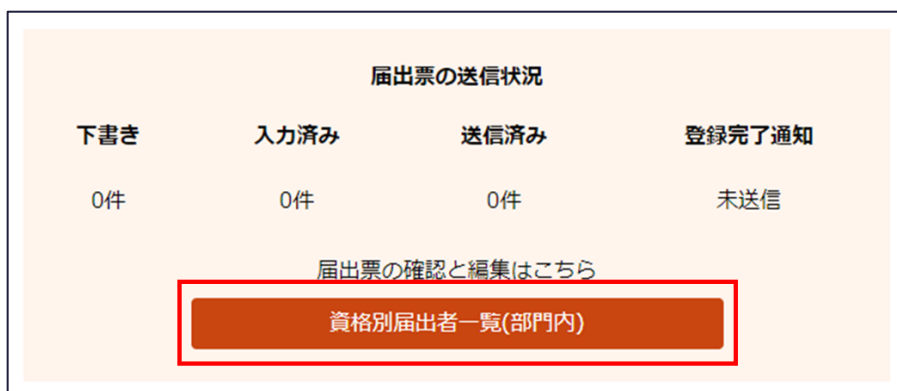 届出票の送信状況
下書き 入力済み 送信済み 登録完了通知
0件 0件 0件 未送信
届出票の確認と編集はこちら
資格別届出者一覧(部門内)